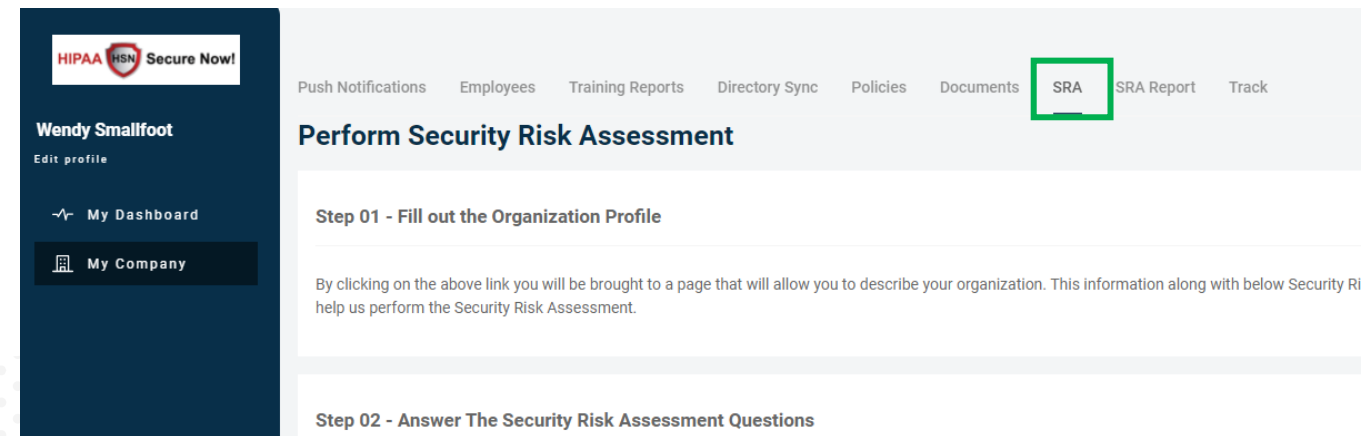 HIPAA HSN Secure Now!
Push Notifications Employees Training Reports Directory Sync Policies Documents SRA SRA Report Track
Wendy Smallfoot
Edit profile
My Dashboard
My Company
Perform Security Risk Assessment
Step 01 - Fill out the Organization Profile
By clicking on the above link you will be brought to a page that will allow you to describe your organization. This information along with below Security Ri
help us perform the Security Risk Assessment.
Step 02 - Answer The Security Risk Assessment Questions